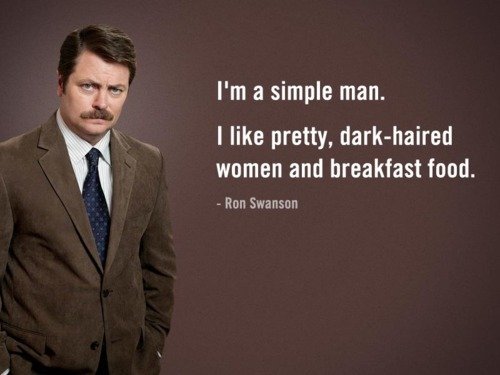 I'm a simple man.
I like pretty, dark-haired
women and breakfast food.
- Ron Swanson